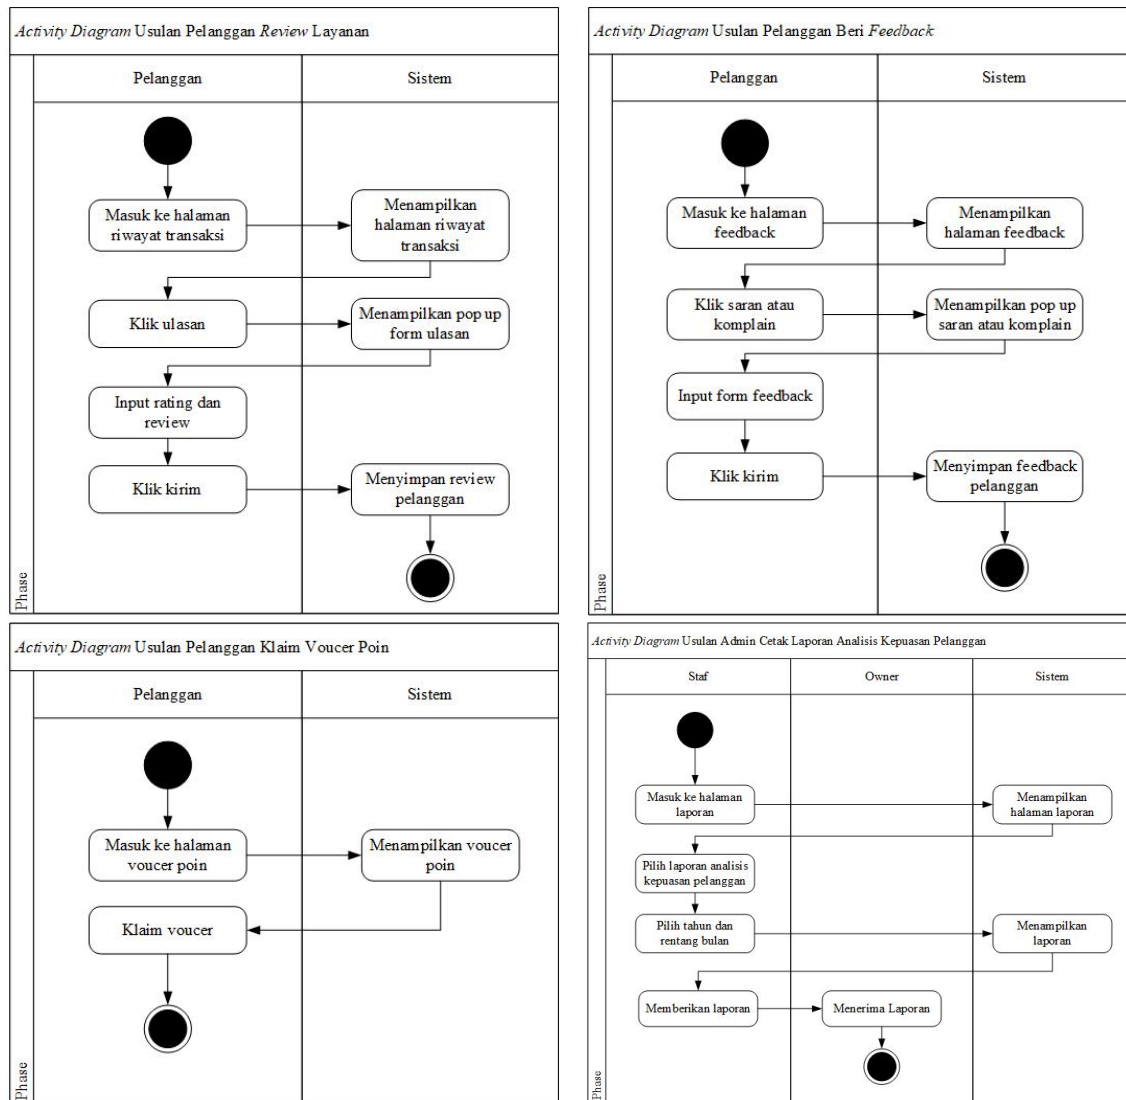 Activity Diagram Usulan Pelanggan Review Layanan
Pelanggan
Sistem
Masuk ke halaman
riwayat transaksi
Menampilkan
halaman riwayat
transaksi
Klik ulasan
Menampilkan pop up
form ulasan
Input rating dan
review
Klik kirim
Menyimpan review
pelanggan
Phase
Activity Diagram Usulan Pelanggan Beri Feedback
Pelanggan
Sistem
Masuk ke halaman
feedback
Menampilkan
halaman feedback
Klik saran atau
komplain
Menampilkan pop up
saran atau komplain
Input form feedback
Klik kirim
Menyimpan feedback
pelanggan
Phase
Activity Diagram Usulan Pelanggan Klaim Voucer Poin
Pelanggan
Sistem
Masuk ke halaman
voucer poin
Menampilkan voucer
poin
Klaim voucer
Phase
Activity Diagram Usulan Admin Cetak Laporan Analisis Kepuasan Pelanggan
Staf
Owner
Sistem
Masuk ke halaman
laporan
Menampilkan
halaman laporan
Pilih laporan analisis
kepuasan pelanggan
Pilih tahun dan
rentang bulan
Menampilkan
laporan
Memberikan laporan
Menerima Laporan
Phase